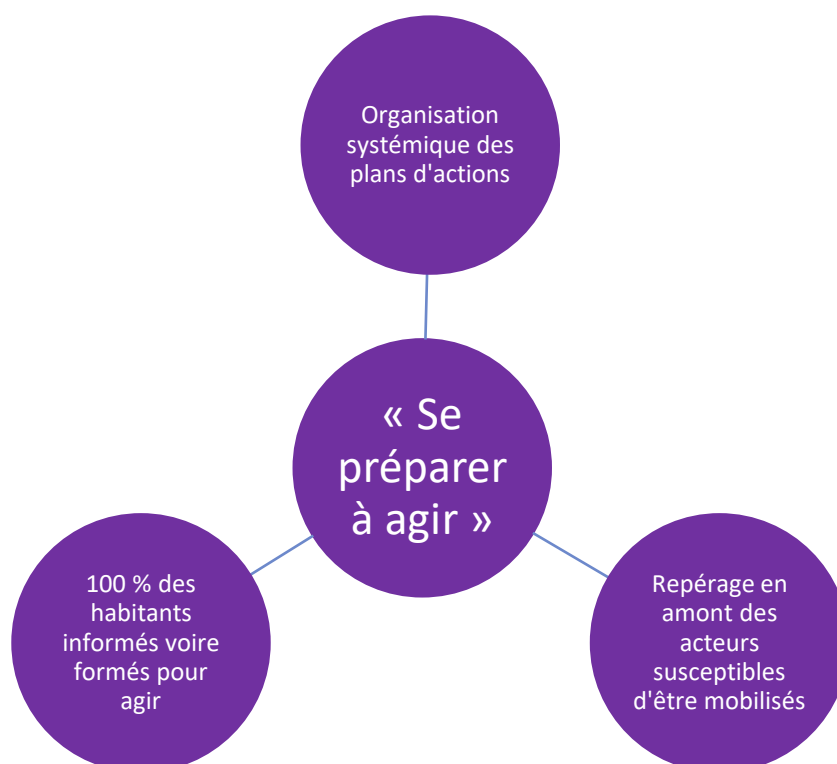 Organisation
systémique des
plans d'actions
« Se
préparer
à agir »
100 % des
habitants
informés voire
formés pour
agir
Repérage en
amont des
acteurs
susceptibles
d'être mobilisés